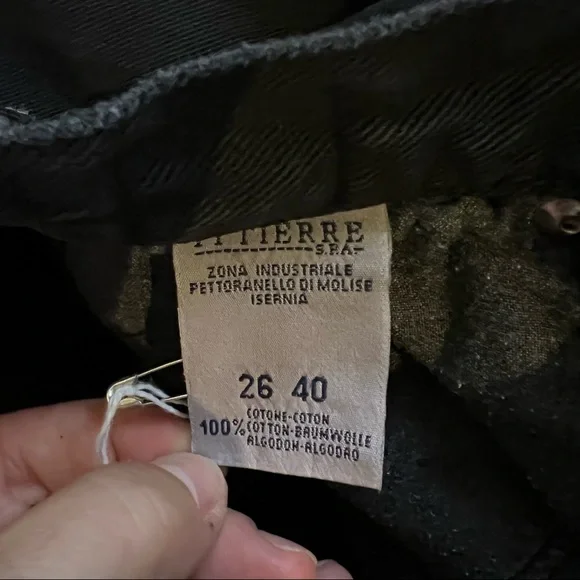 ITTIERRE
S.P.A.
ZONA INDUSTRIALE
PETTORANELLO DI MOLISE
ISERNIA
26 40
100% COTONE-COTON
COTTON-BAUMWOLLE
ALGODON-ALGODAO